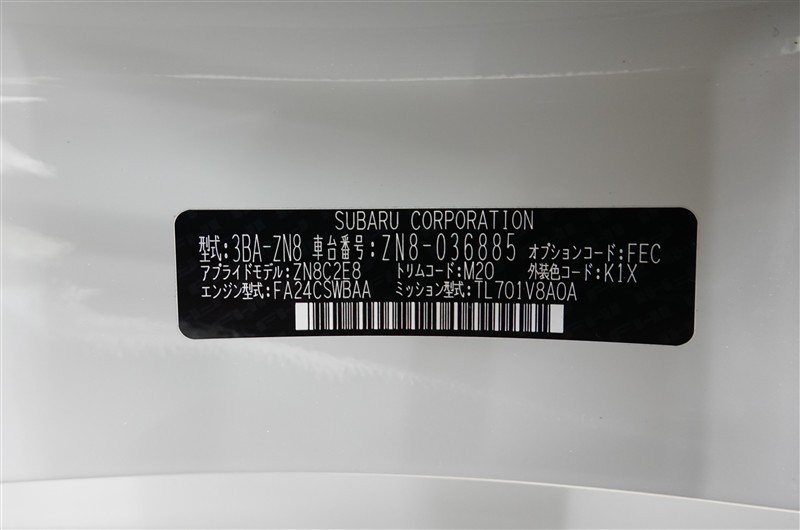 SUBARU CORPORATION
型式:3BA-ZN8 車台番号:ZN8-036885 オプションコード:FEC
アプライドモデル:ZN8C2E8 トリムコード:M20 外装色コード:K1X
エンジン型式:FA24CSWBAA ミッション型式:TL701V8AOA